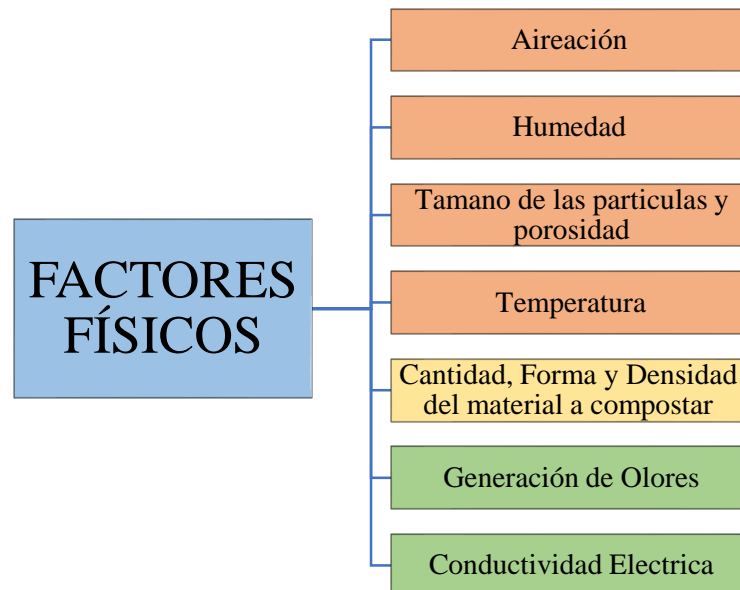 Aireación
Humedad
Tamano de las particulas y
porosidad
FACTORES
FÍSICOS
Temperatura
Cantidad, Forma y Densidad
del material a compostar
Generación de Olores
Conductividad Electrica